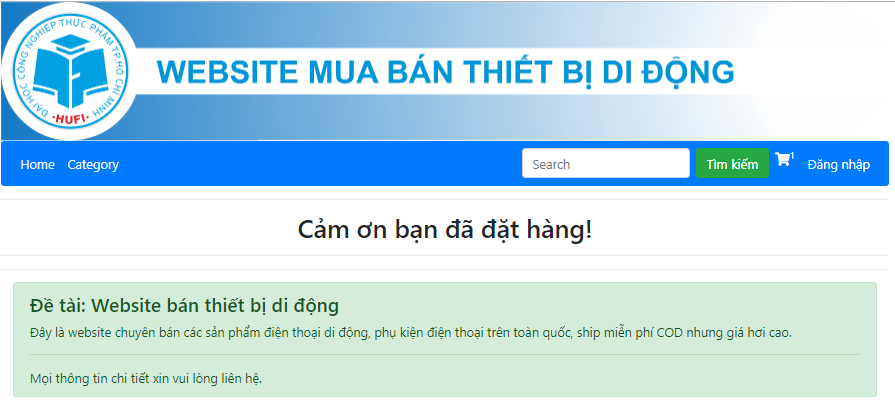 ĐẠI HỌC CÔNG NGHIỆP THỰC PHẨM TP.HỒ CHÍ MINH
·HUFI·
WEBSITE MUA BÁN THIẾT BỊ DI ĐỘNG
Home Category Search Tìm kiếm 1 Đăng nhập
Cảm ơn bạn đã đặt hàng!
Đề tài: Website bán thiết bị di động
Đây là website chuyên bán các sản phẩm điện thoại di động, phụ kiện điện thoại trên toàn quốc, ship miễn phí COD nhưng giá hơi cao.
Mọi thông tin chi tiết xin vui lòng liên hệ.